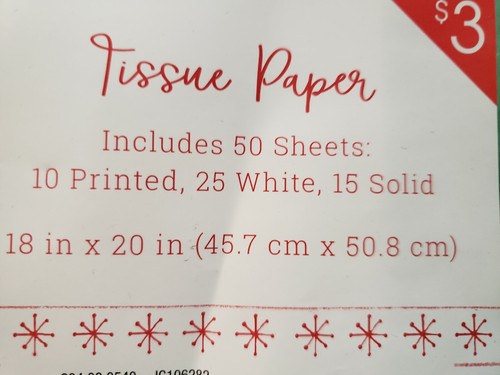 $3
Tissue Paper
Includes 50 Sheets:
10 Printed, 25 White, 15 Solid
18 in x 20 in (45.7 cm x 50.8 cm)